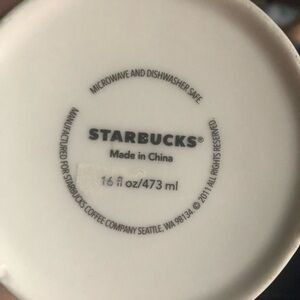 MICROWAVE AND DISHWASHER SAFE
STARBUCKS®
Made in China
16 fl oz/473 ml
MANUFACTURED FOR STARBUCKS COFFEE COMPANY SEATTLE, WA 98134 © 2011 ALL RIGHTS RESERVED.